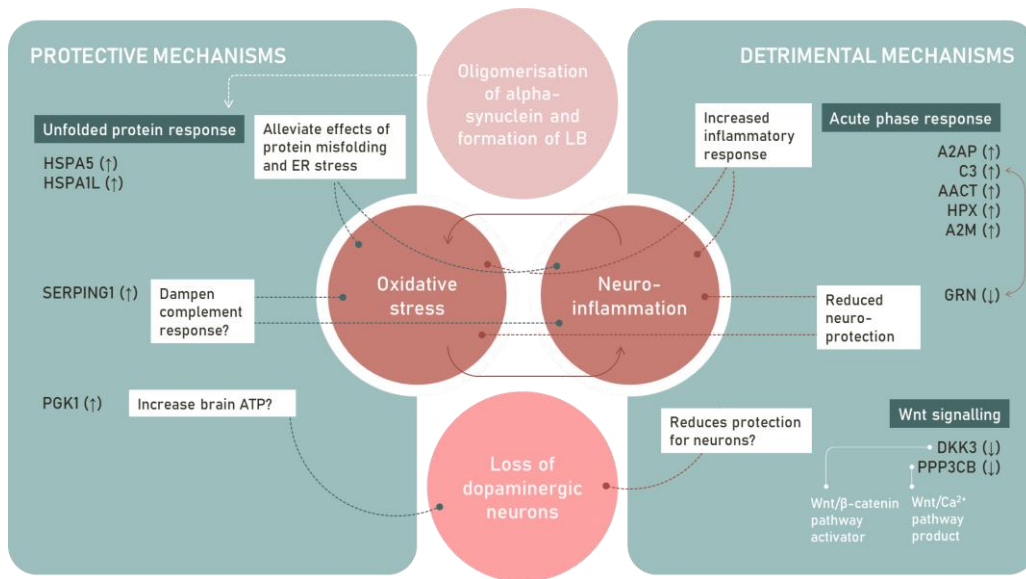 PROTECTIVE MECHANISMS
Unfolded protein response
HSPA5 (↑)
HSPA1L (↑)
Alleviate effects of
protein misfolding
and ER stress
SERPING1 (↑)
Dampen
complement
response?
PGK1 (↑)
Increase brain ATP?
Oligomerisation
of alpha-
synuclein and
formation of LB
Oxidative
stress
Neuro-
inflammation
Loss of
dopaminergic
neurons
DETRIMENTAL MECHANISMS
Increased
inflammatory
response
Acute phase response
A2AP (↑)
C3 (↑)
AACT (↑)
HPX (↑)
A2M (↑)
GRN (↓)
Reduced
neuro-
protection
Reduces protection
for neurons?
Wnt signalling
DKK3 (↓)
PPP3CB (↓)
Wnt/β-catenin
pathway
activator
Wnt/Ca²⁺
pathway
product